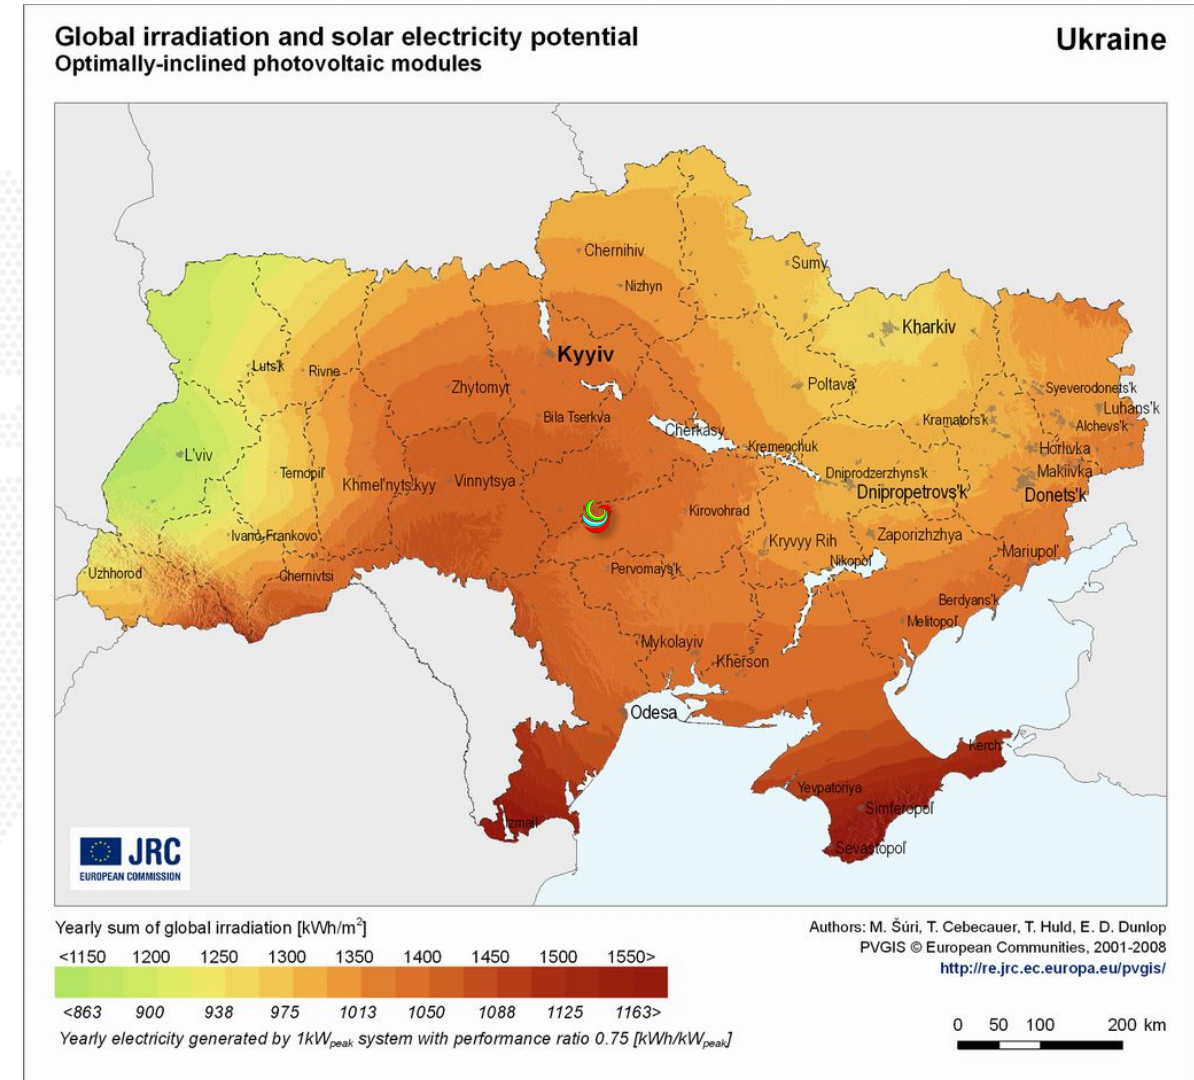 Global irradiation and solar electricity potential
Optimally-inclined photovoltaic modules
Ukraine
Chernihiv
Sumy
Nizhyn
Kharkiv
Kyyiv
Luts'k
Rivne
Zhytomyr
Poltava
Syeverodonets'k
Luhans'k
Bila Tserkva
Kramators'k
Alchevs'k
Cherkasy
Kremenchuk
Horlivka
L'viv
Ternopil'
Khmel'nyts'kyy
Vinnytsya
Dniprodzerzhyns'k
Makiivka
Dnipropetrovs'k
Donets'k
Kirovohrad
Ivano-Frankovo
Kryvyy Rih
Zaporizhzhya
Mariupol'
Nikopol'
Uzhhorod
Chernivtsi
Pervomays'k
Berdyans'k
Melitopol'
Mykolayiv
Kherson
Odesa
Kerch
Yevpatoriya
Simferopol'
Izmail
Sevastopol'
JRC
EUROPEAN COMMISSION
Yearly sum of global irradiation [kWh/m²]
<1150 1200 1250 1300 1350 1400 1450 1500 1550>
<863 900 938 975 1013 1050 1088 1125 1163>
Yearly electricity generated by 1kWpeak system with performance ratio 0.75 [kWh/kWpeak]
Authors: M. Šúri, T. Cebecauer, T. Huld, E. D. Dunlop
PVGIS © European Communities, 2001-2008
http://re.jrc.ec.europa.eu/pvgis/
0 50 100 200 km